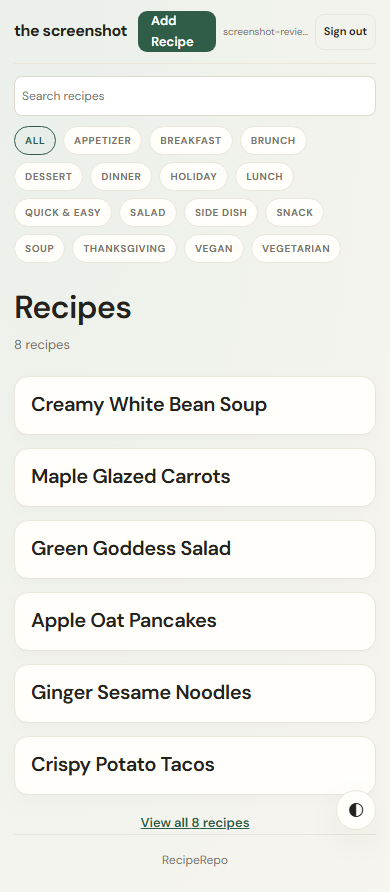 the screenshot
Add
Recipe
screenshot-revie…
Sign out
Search recipes
ALL
APPETIZER
BREAKFAST
BRUNCH
DESSERT
DINNER
HOLIDAY
LUNCH
QUICK & EASY
SALAD
SIDE DISH
SNACK
SOUP
THANKSGIVING
VEGAN
VEGETARIAN
Recipes
8 recipes
Creamy White Bean Soup
Maple Glazed Carrots
Green Goddess Salad
Apple Oat Pancakes
Ginger Sesame Noodles
Crispy Potato Tacos
View all 8 recipes
RecipeRepo